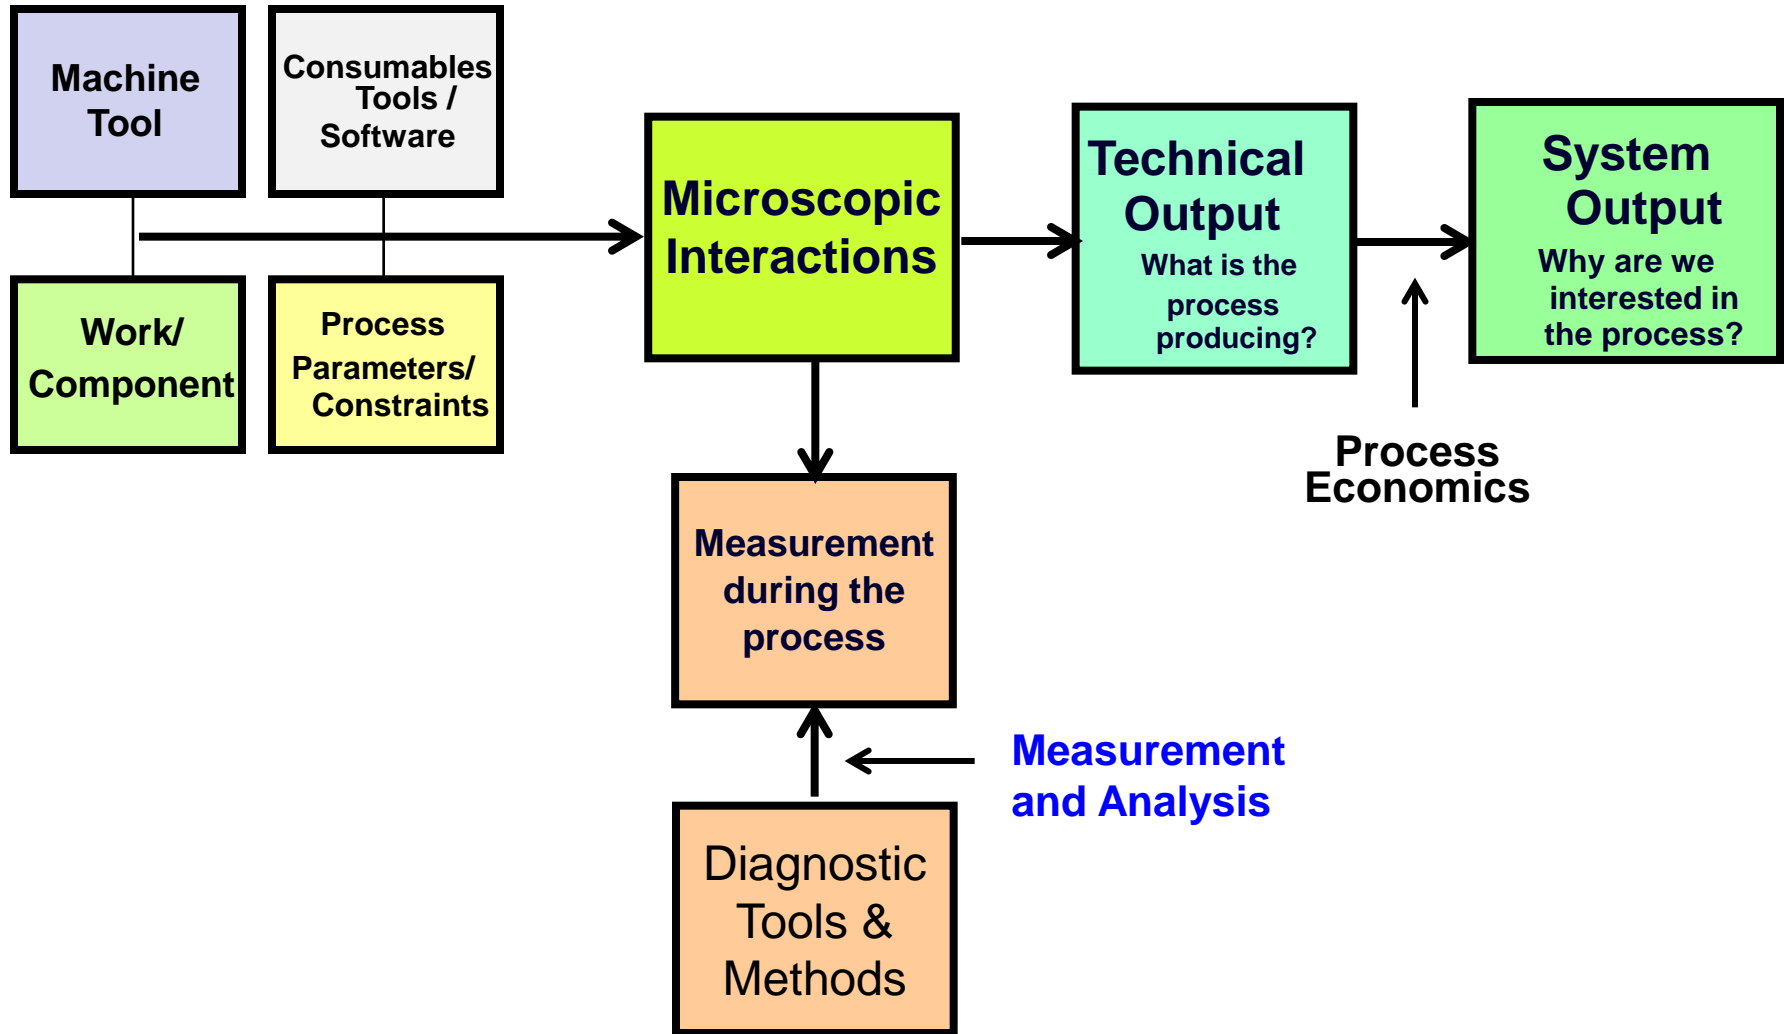 Machine
Tool
Consumables
Tools /
Software
Work/
Component
Process
Parameters/
Constraints
Microscopic
Interactions
Technical
Output
What is the
process
producing?
System
Output
Why are we
interested in
the process?
Process
Economics
Measurement
during the
process
Measurement
and Analysis
Diagnostic
Tools &
Methods